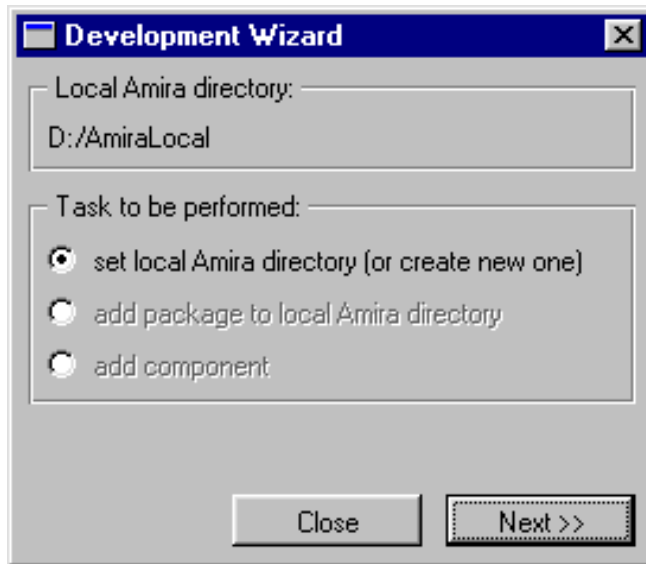 Development Wizard
Local Amira directory:
D:/AmiraLocal
Task to be performed:
set local Amira directory (or create new one)
add package to local Amira directory
add component
Close
Next >>